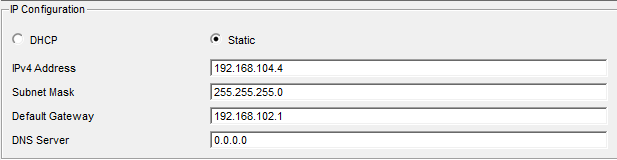 IP Configuration
DHCP Static
IPv4 Address 192.168.104.4
Subnet Mask 255.255.255.0
Default Gateway 192.168.102.1
DNS Server 0.0.0.0